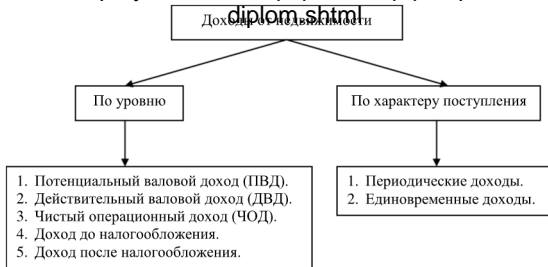 diplom.shtml
Доходы от недвижимости
По уровню
По характеру поступления
1. Потенциальный валовой доход (ПВД).
2. Действительный валовой доход (ДВД).
3. Чистый операционный доход (ЧОД).
4. Доход до налогообложения.
5. Доход после налогообложения.
1. Периодические доходы.
2. Единовременные доходы.